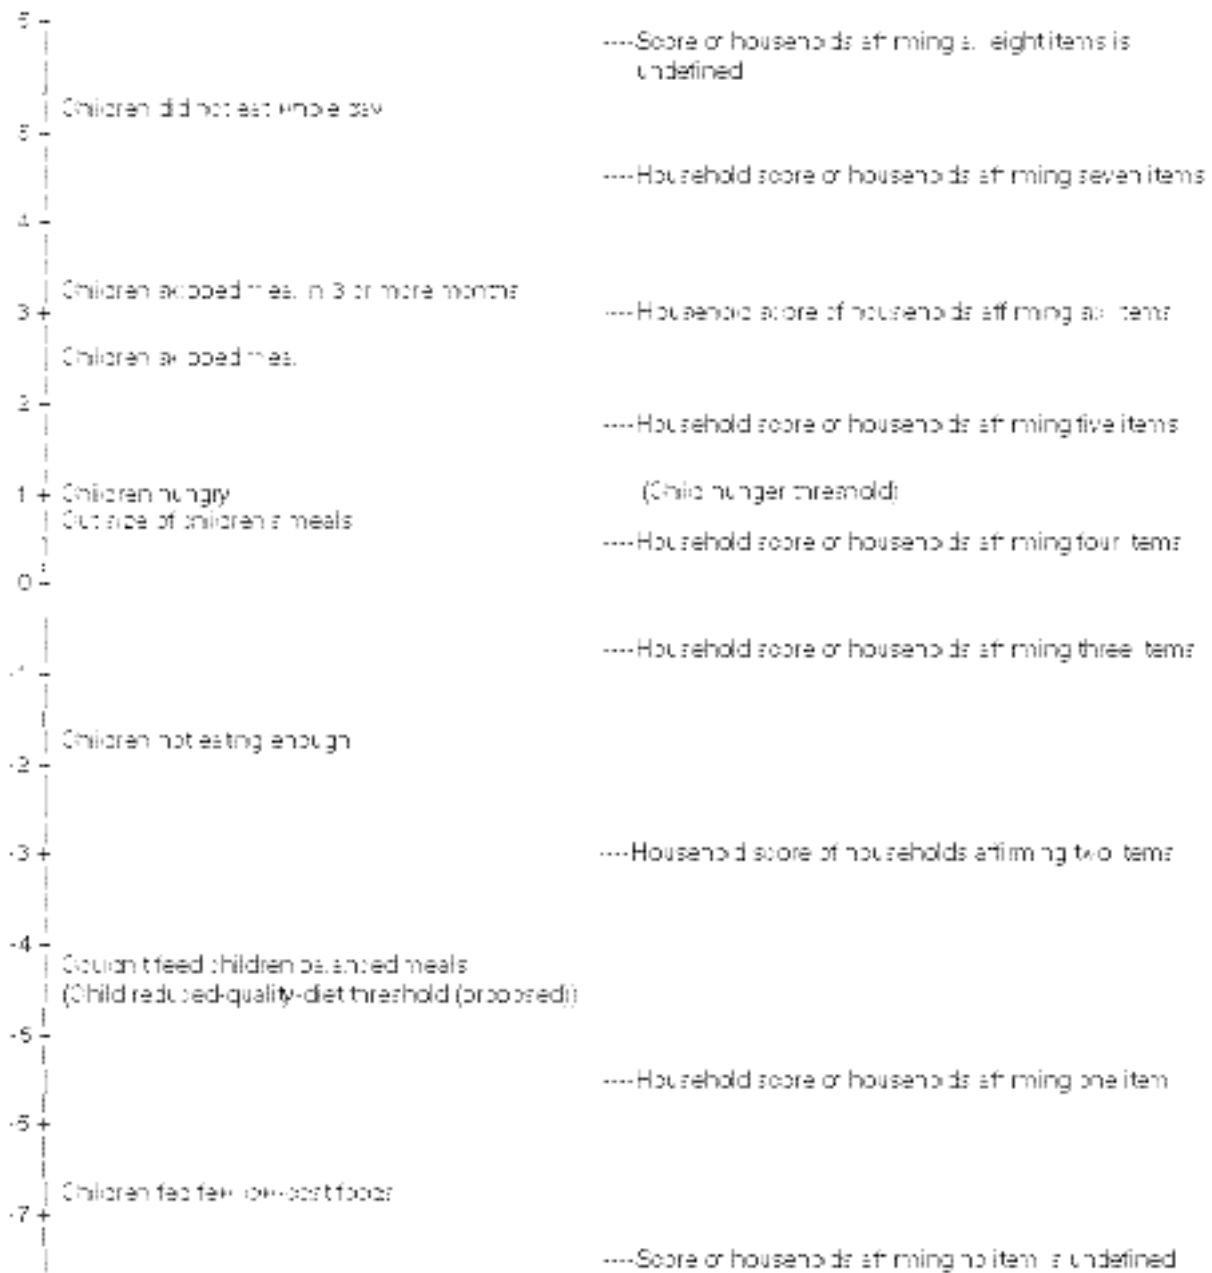 6
----Score of households affirming all eight items is
undefined
Children did not eat whole day
5
----Household score of households affirming seven items
4
Children skipped meal in 3 or more months
3
----Household score of households affirming six items
Children skipped meal
2
----Household score of households affirming five items
1
Children hungry
(Child hunger threshold)
Cut size of children's meals
----Household score of households affirming four items
0
----Household score of households affirming three items
-1
Children not eating enough
-2
-3
----Household score of households affirming two items
-4
Couldn't feed children balanced meals
(Child reduced-quality-diet threshold (proposed))
-5
----Household score of households affirming one item
-6
Children fed few low-cost foods
-7
----Score of households affirming no item is undefined